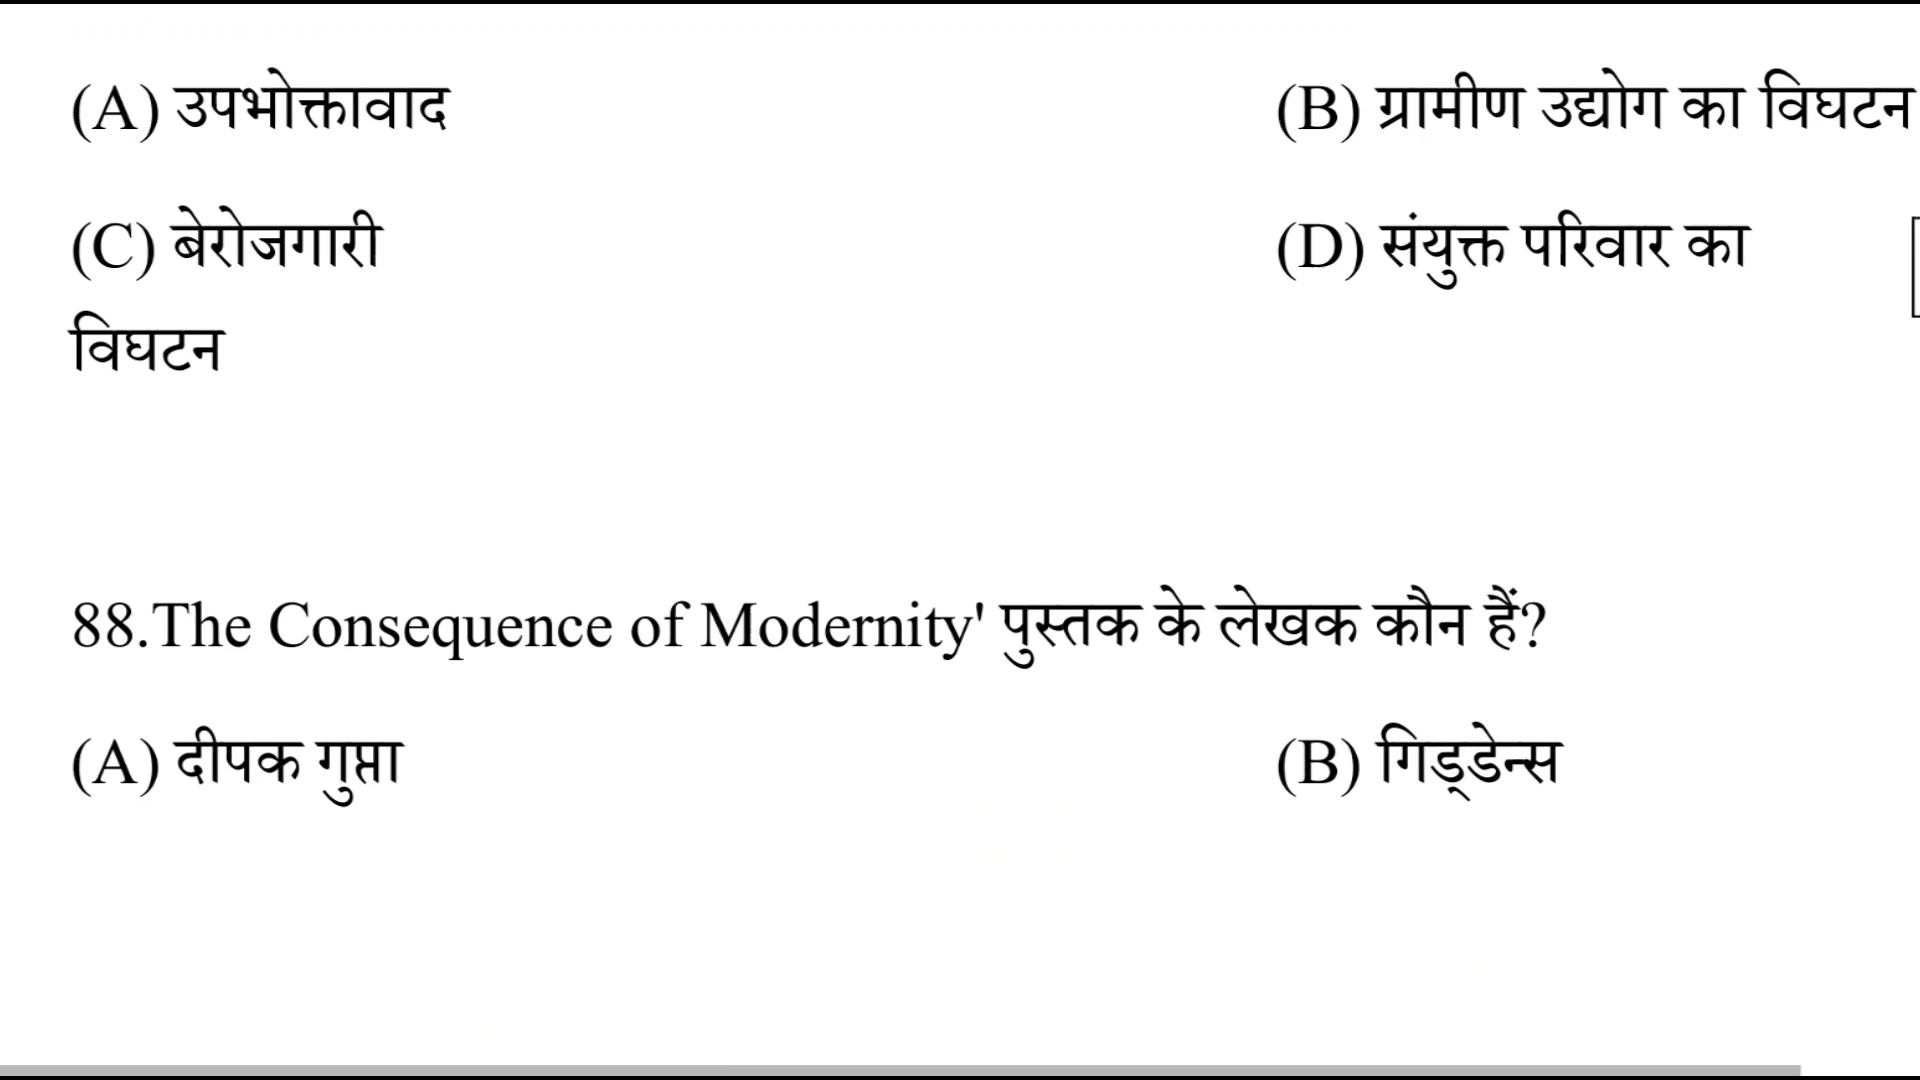 (A) उपभोक्तावाद (B) ग्रामीण उद्योग का विघटन
(C) बेरोजगारी (D) संयुक्त परिवार का
विघटन
88.The Consequence of Modernity' पुस्तक के लेखक कौन हैं?
(A) दीपक गुप्ता (B) गिड्डेन्स